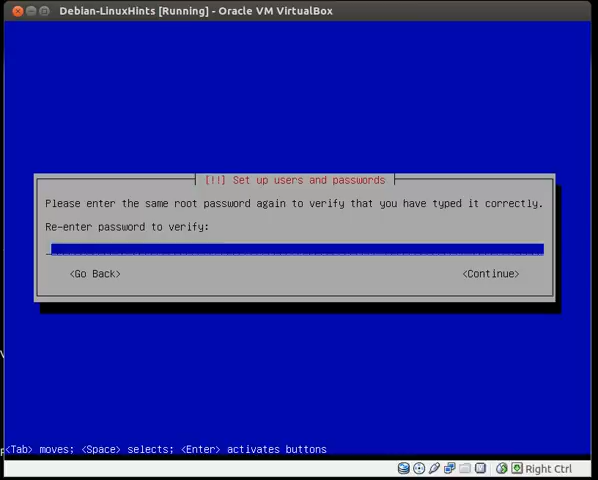 Debian-LinuxHints [Running] - Oracle VM VirtualBox
[!!] Set up users and passwords
Please enter the same root password again to verify that you have typed it correctly.
Re-enter password to verify:
<Go Back> <Continue>
<Tab> moves; <Space> selects; <Enter> activates buttons
Right Ctrl